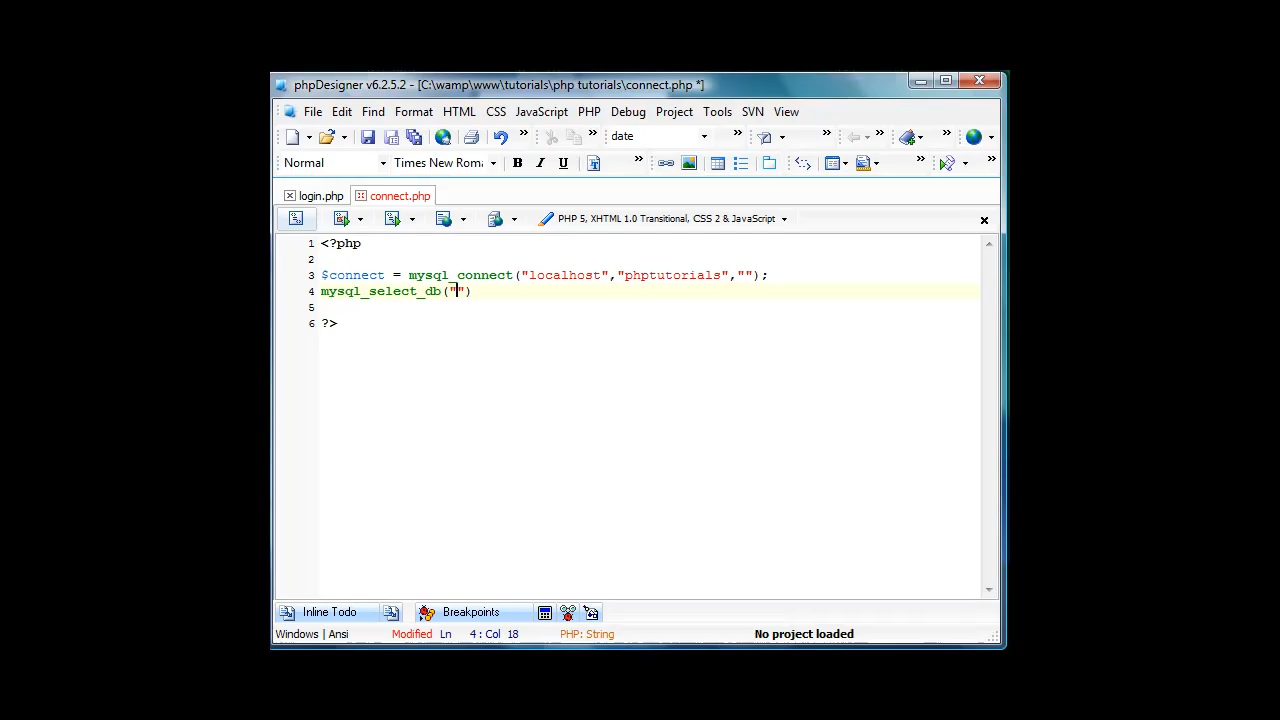 phpDesigner v6.2.5.2 - [C:\wamp\www\tutorials\php tutorials\connect.php *]
File Edit Find Format HTML CSS JavaScript PHP Debug Project Tools SVN View
date
Normal Times New Roma
login.php connect.php
PHP 5, XHTML 1.0 Transitional, CSS 2 & JavaScript
1 <?php
2
3 $connect = mysql_connect("localhost","phptutorials","");
4 mysql_select_db("")
5
6 ?>
Inline Todo Breakpoints
Windows | Ansi Modified Ln 4 : Col 18 PHP: String No project loaded